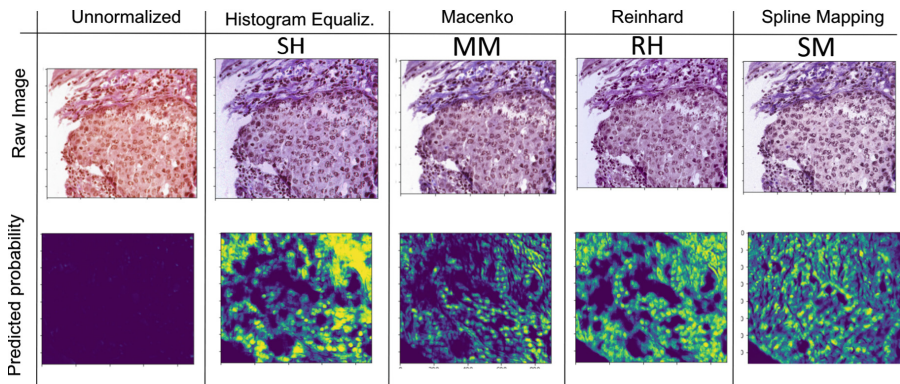 Unnormalized Histogram Equaliz. Macenko Reinhard Spline Mapping
SH MM RH SM
Raw Image
Predicted probability